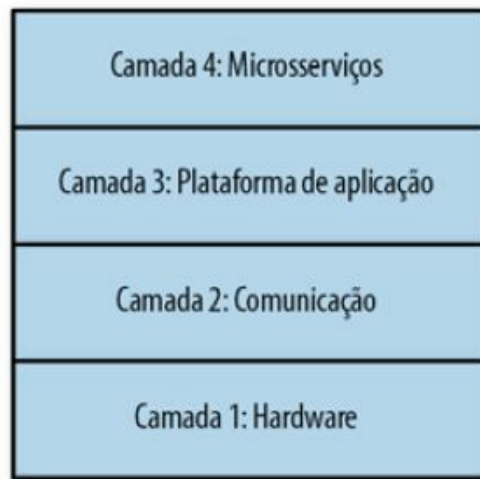 Camada 4: Microsserviços
Camada 3: Plataforma de aplicação
Camada 2: Comunicação
Camada 1: Hardware